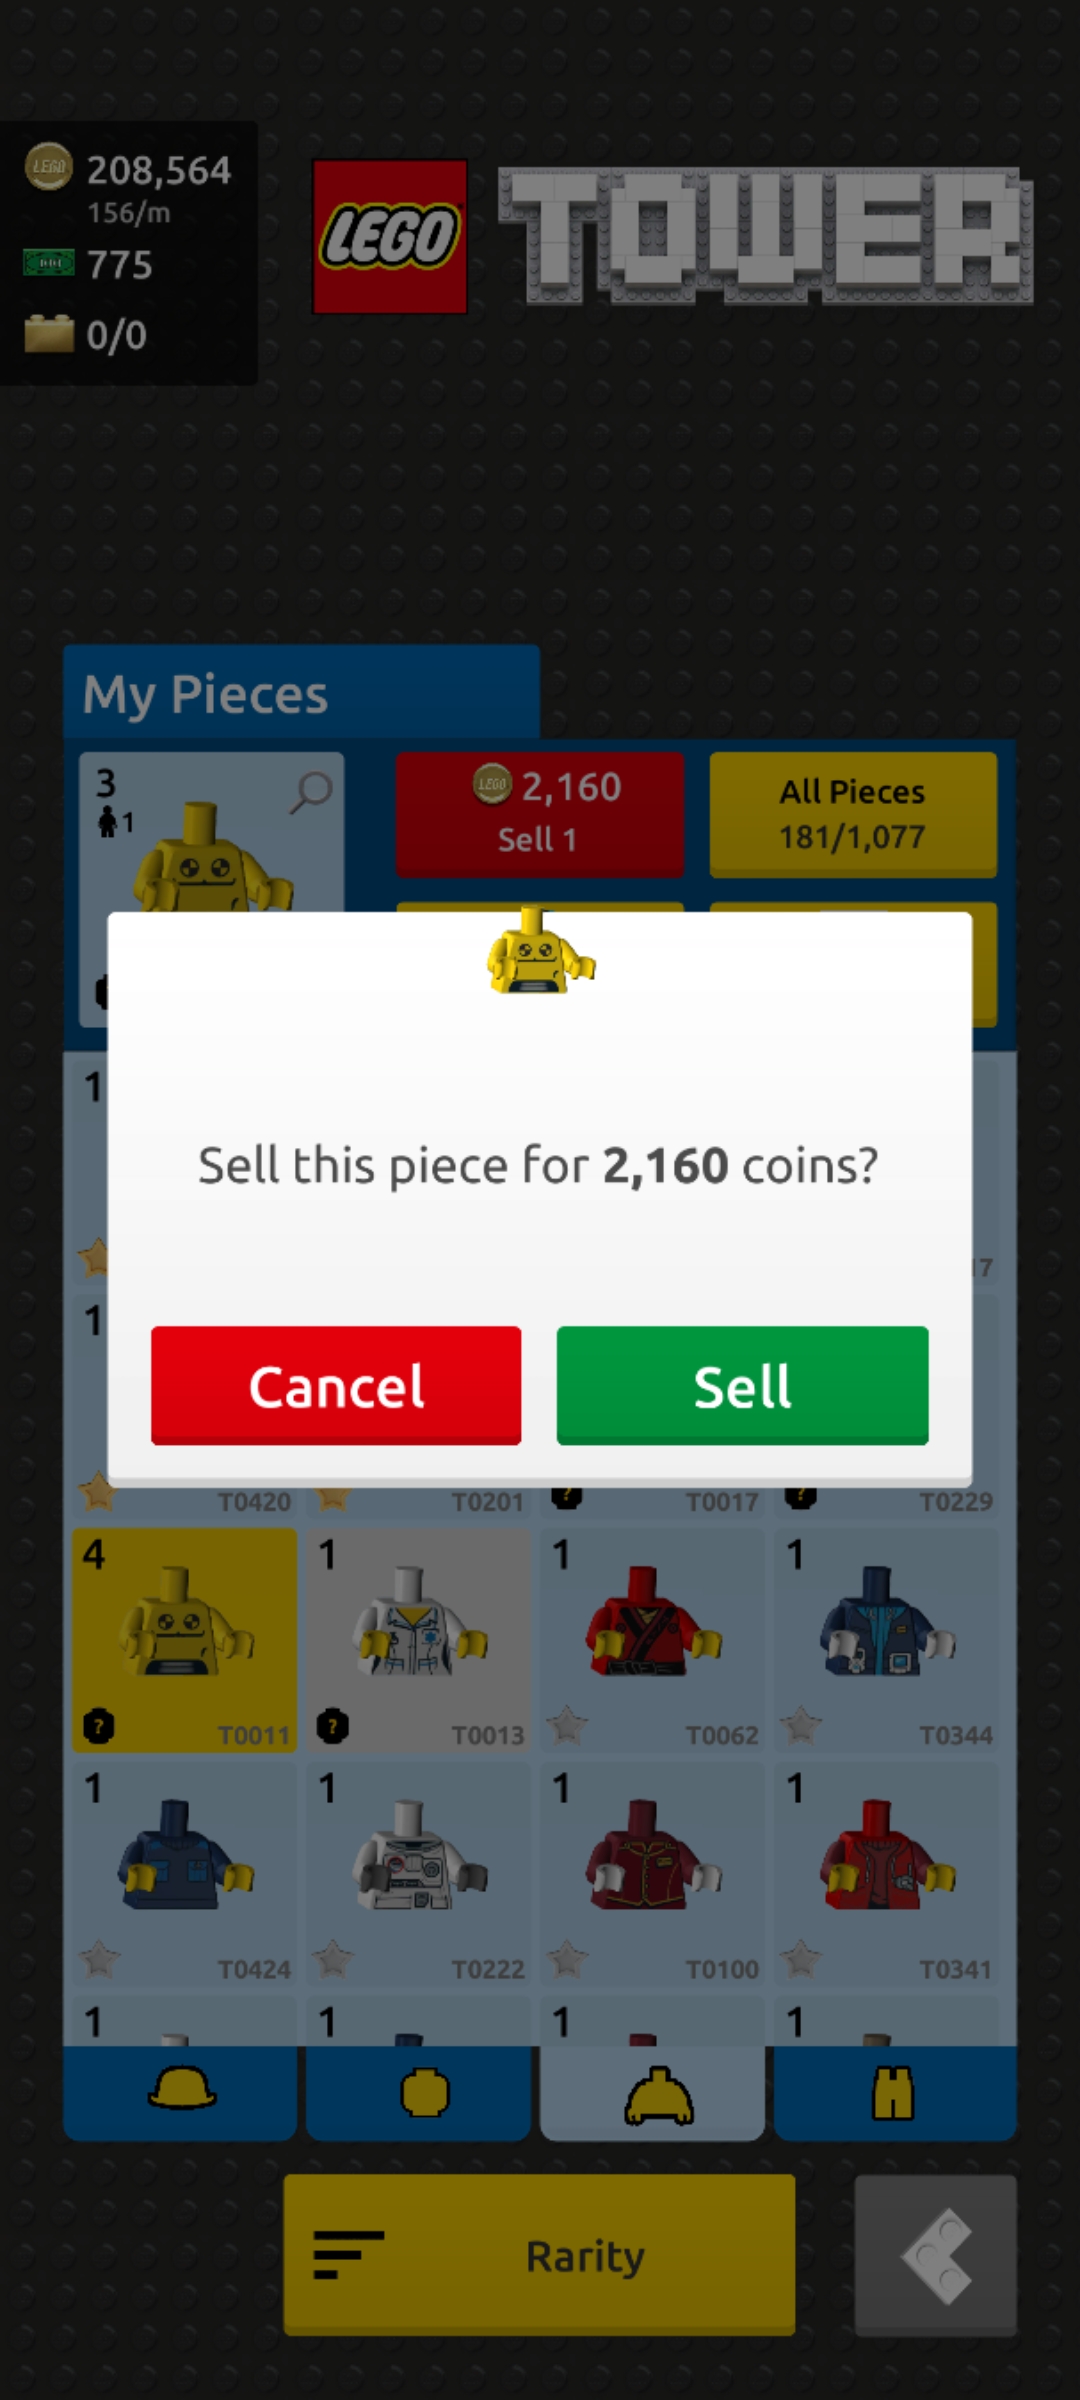 LEGO
208,564
156/m
775
0/0
LEGO
TOWER
My Pieces
3
1
LEGO
2,160
Sell 1
All Pieces
181/1,077
Sell this piece for 2,160 coins?
Cancel
Sell
1
17
1
T0420
T0201
?
T0017
?
T0229
4
?
T0011
1
?
T0013
1
T0062
1
T0344
1
T0424
1
T0222
1
T0100
1
T0341
1
1
1
1
Rarity